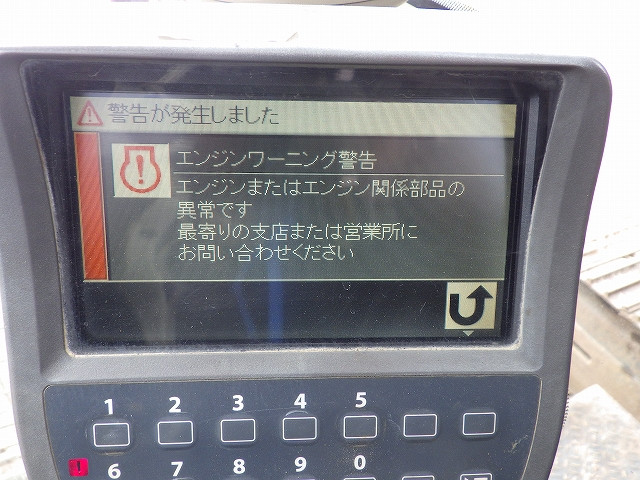 警告が発生しました
エンジンワーニング警告
エンジンまたはエンジン関係部品の
異常です
最寄りの支店または営業所に
お問い合わせください
1 2 3 4 5
6 7 8 9 0